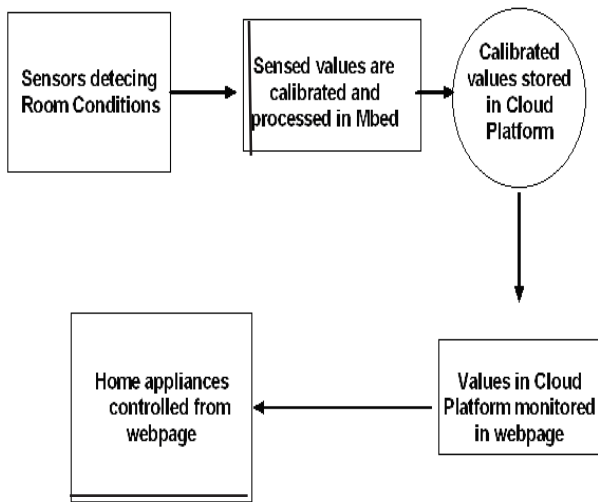 Sensors detecing
Room Conditions
Sensed values are
calibrated and
processed in Mbed
Calibrated
values stored
in Cloud
Platform
Values in Cloud
Platform monitored
in webpage
Home appliances
controlled from
webpage